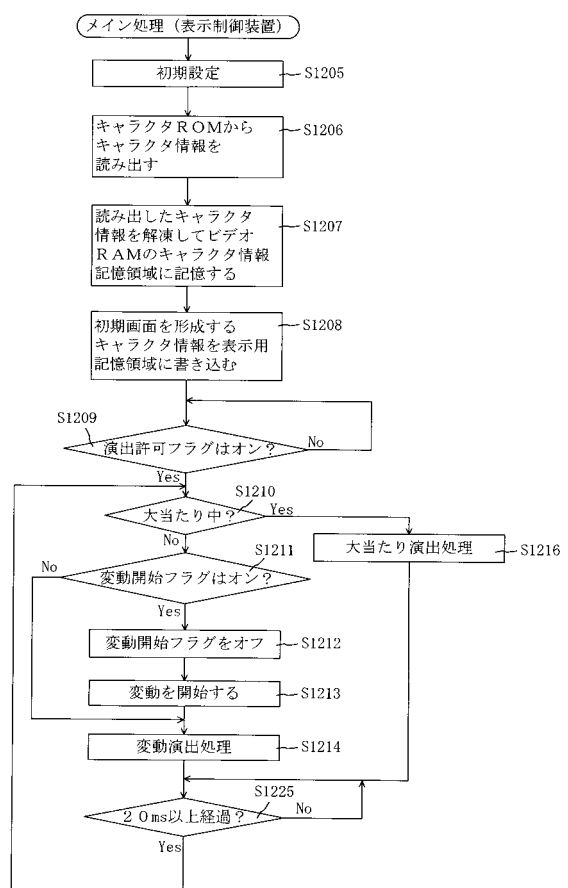 メイン処理（表示制御装置）
初期設定
S1205
キャラクタＲＯＭから
キャラクタ情報を
読み出す
S1206
読み出したキャラクタ
情報を解凍してビデオ
ＲＡＭのキャラクタ情報
記憶領域に記憶する
S1207
初期画面を形成する
キャラクタ情報を表示用
記憶領域に書き込む
S1208
S1209
演出許可フラグはオン？
No
Yes
S1210
大当たり中？
Yes
No
大当たり演出処理
S1216
S1211
変動開始フラグはオン？
No
Yes
変動開始フラグをオフ
S1212
変動を開始する
S1213
変動演出処理
S1214
S1225
２０ms以上経過？
No
Yes